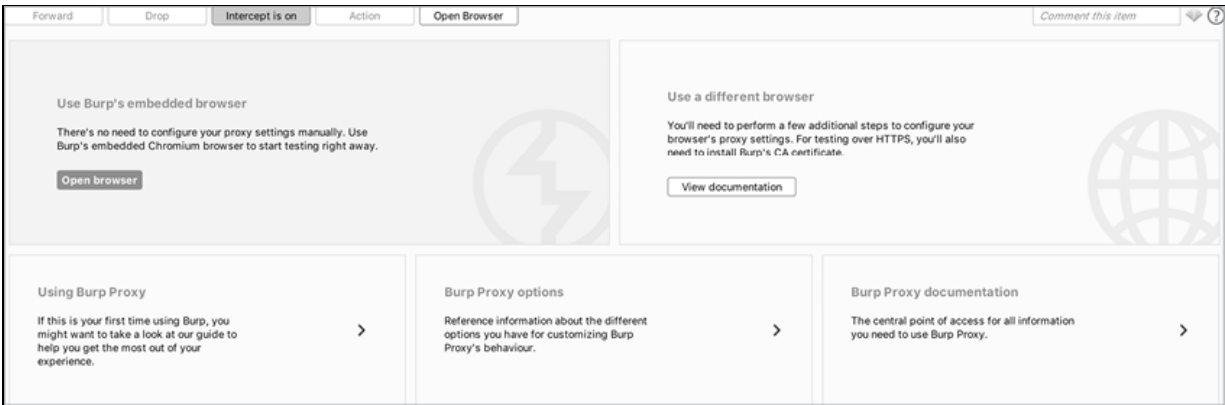 Forward Drop Intercept is on Action Open Browser Comment this item
Use Burp's embedded browser
There's no need to configure your proxy settings manually. Use
Burp's embedded Chromium browser to start testing right away.
Open browser
Use a different browser
You'll need to perform a few additional steps to configure your
browser's proxy settings. For testing over HTTPS, you'll also
need to install Burp's CA certificate.
View documentation
Using Burp Proxy
If this is your first time using Burp, you
might want to take a look at our guide to
help you get the most out of your
experience.
Burp Proxy options
Reference information about the different
options you have for customizing Burp
Proxy's behaviour.
Burp Proxy documentation
The central point of access for all information
you need to use Burp Proxy.